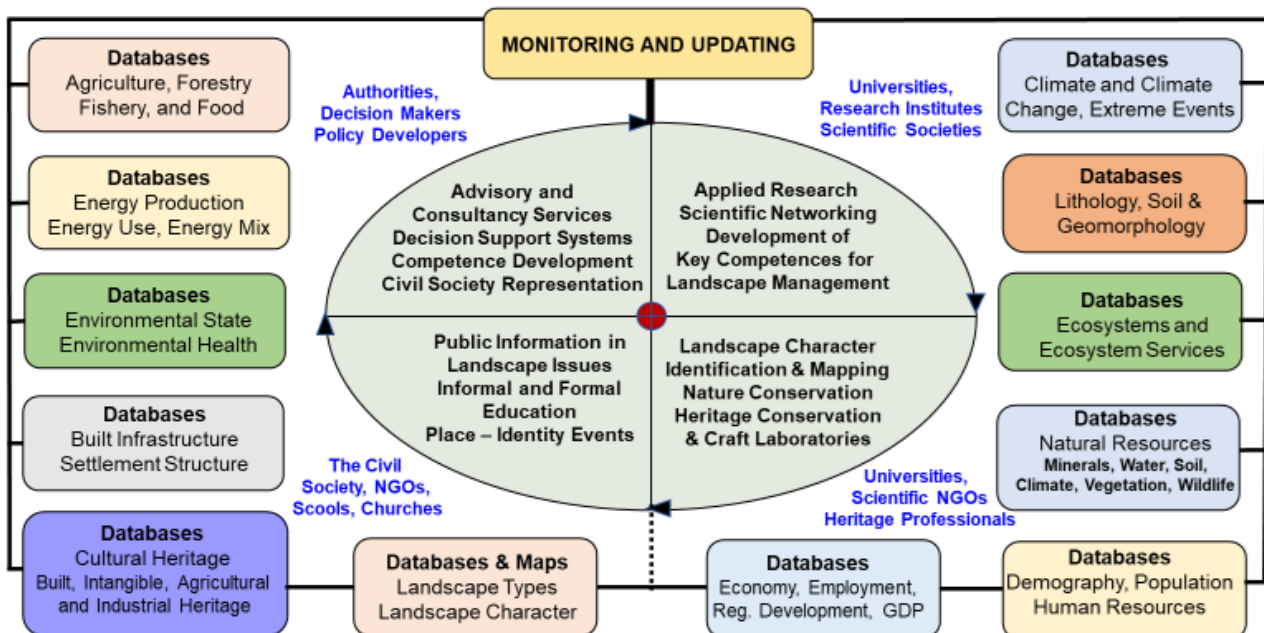 MONITORING AND UPDATING
Databases
Agriculture, Forestry
Fishery, and Food
Databases
Energy Production
Energy Use, Energy Mix
Databases
Environmental State
Environmental Health
Databases
Built Infrastructure
Settlement Structure
Databases
Cultural Heritage
Built, Intangible, Agricultural
and Industrial Heritage
Authorities,
Decision Makers
Policy Developers
Universities,
Research Institutes
Scientific Societies
Advisory and
Consultancy Services
Decision Support Systems
Competence Development
Civil Society Representation
Applied Research
Scientific Networking
Development of
Key Competences for
Landscape Management
Public Information in
Landscape Issues
Informal and Formal
Education
Place – Identity Events
Landscape Character
Identification & Mapping
Nature Conservation
Heritage Conservation
& Craft Laboratories
The Civil
Society, NGOs,
Scools, Churches
Universities,
Scientific NGOs
Heritage Professionals
Databases & Maps
Landscape Types
Landscape Character
Databases
Economy, Employment,
Reg. Development, GDP
Databases
Climate and Climate
Change, Extreme Events
Databases
Lithology, Soil &
Geomorphology
Databases
Ecosystems and
Ecosystem Services
Databases
Natural Resources
Minerals, Water, Soil,
Climate, Vegetation, Wildlife
Databases
Demography, Population
Human Resources